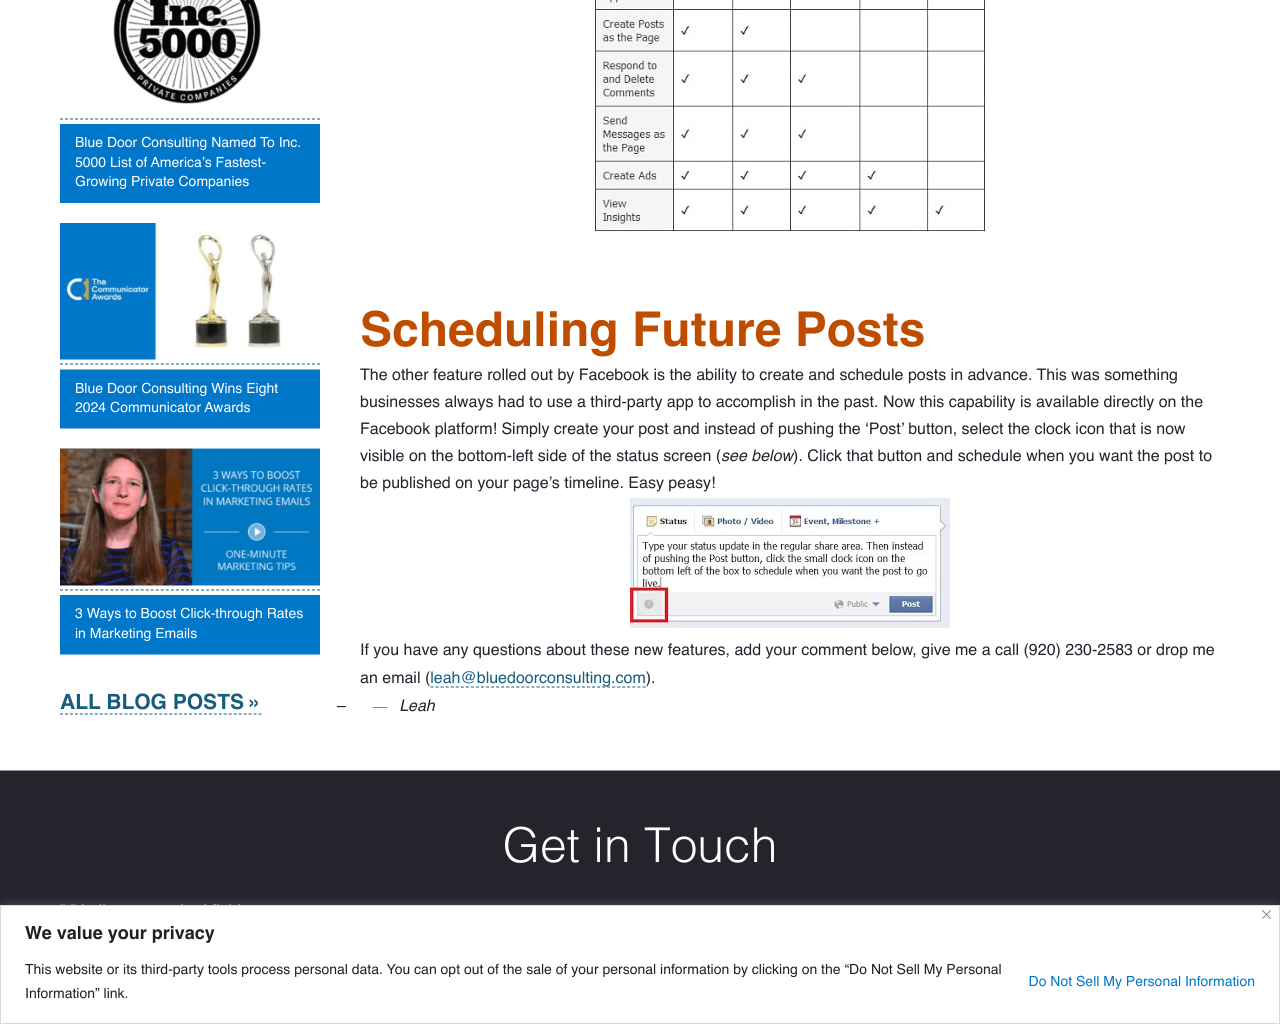 Inc.
5000
PRIVATE COMPANIES
Blue Door Consulting Named To Inc.
5000 List of America’s Fastest-
Growing Private Companies
The
Communicator
Awards
Blue Door Consulting Wins Eight
2024 Communicator Awards
3 WAYS TO BOOST
CLICK-THROUGH RATES
IN MARKETING EMAILS
ONE-MINUTE
MARKETING TIPS
3 Ways to Boost Click-through Rates
in Marketing Emails
ALL BLOG POSTS »
Create Posts
as the Page
✓ ✓
Respond to
and Delete
Comments
✓ ✓ ✓
Send
Messages as
the Page
✓ ✓ ✓
Create Ads ✓ ✓ ✓ ✓
View
Insights
✓ ✓ ✓ ✓ ✓
Scheduling Future Posts
The other feature rolled out by Facebook is the ability to create and schedule posts in advance. This was something
businesses always had to use a third-party app to accomplish in the past. Now this capability is available directly on the
Facebook platform! Simply create your post and instead of pushing the ‘Post’ button, select the clock icon that is now
visible on the bottom-left side of the status screen (see below). Click that button and schedule when you want the post to
be published on your page’s timeline. Easy peasy!
Status Photo / Video Event, Milestone +
Type your status update in the regular share area. Then instead
of pushing the Post button, click the small clock icon on the
bottom left of the box to schedule when you want the post to go
live.
Public Post
If you have any questions about these new features, add your comment below, give me a call (920) 230-2583 or drop me
an email (leah@bluedoorconsulting.com).
– — Leah
Get in Touch
We value your privacy
This website or its third-party tools process personal data. You can opt out of the sale of your personal information by clicking on the “Do Not Sell My Personal
Information” link.
Do Not Sell My Personal Information